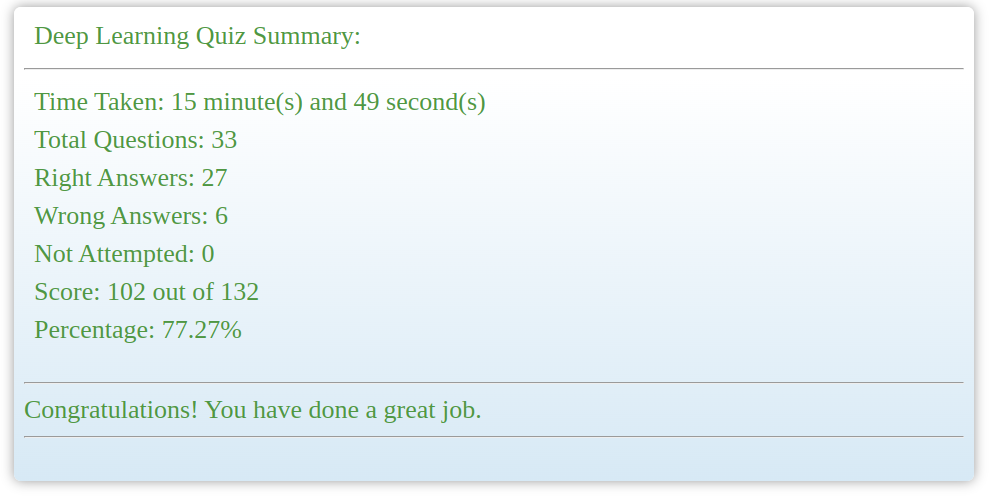 Deep Learning Quiz Summary:
Time Taken: 15 minute(s) and 49 second(s)
Total Questions: 33
Right Answers: 27
Wrong Answers: 6
Not Attempted: 0
Score: 102 out of 132
Percentage: 77.27%
Congratulations! You have done a great job.